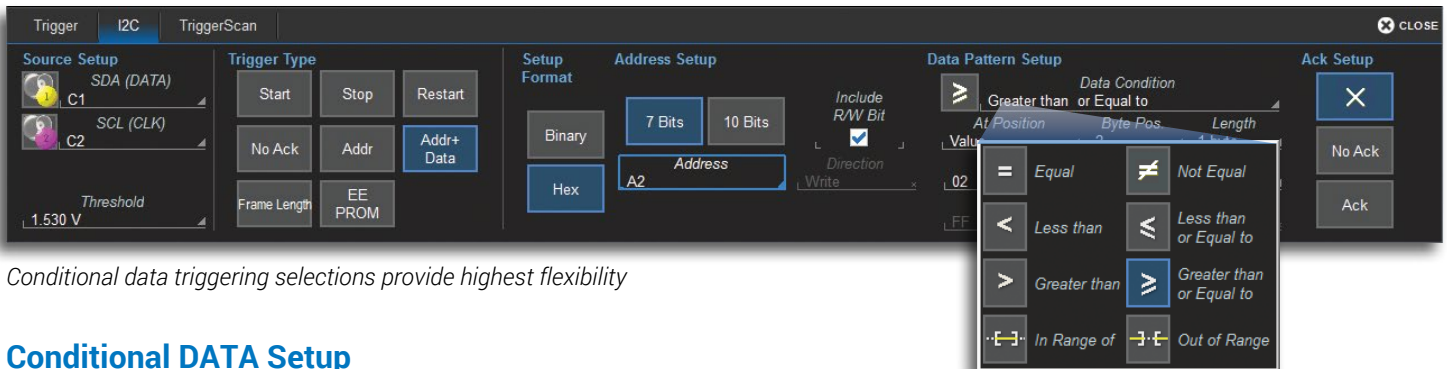 Trigger I2C TriggerScan CLOSE
Source Setup
SDA (DATA)
C1
SCL (CLK)
C2
Threshold
1.530 V
Trigger Type
Start Stop Restart
No Ack Addr Addr+
Data
Frame Length EE
PROM
Setup
Format
Binary
Hex
Address Setup
7 Bits 10 Bits
Include
R/W Bit
Address
A2
Direction
Write
Data Pattern Setup
Data Condition
Greater than or Equal to
At Position Byte Pos. Length
02
FF
= Equal ≠ Not Equal
< Less than ≤ Less than
or Equal to
> Greater than ≥ Greater than
or Equal to
In Range of Out of Range
Ack Setup
X
No Ack
Ack
Conditional data triggering selections provide highest flexibility
Conditional DATA Setup